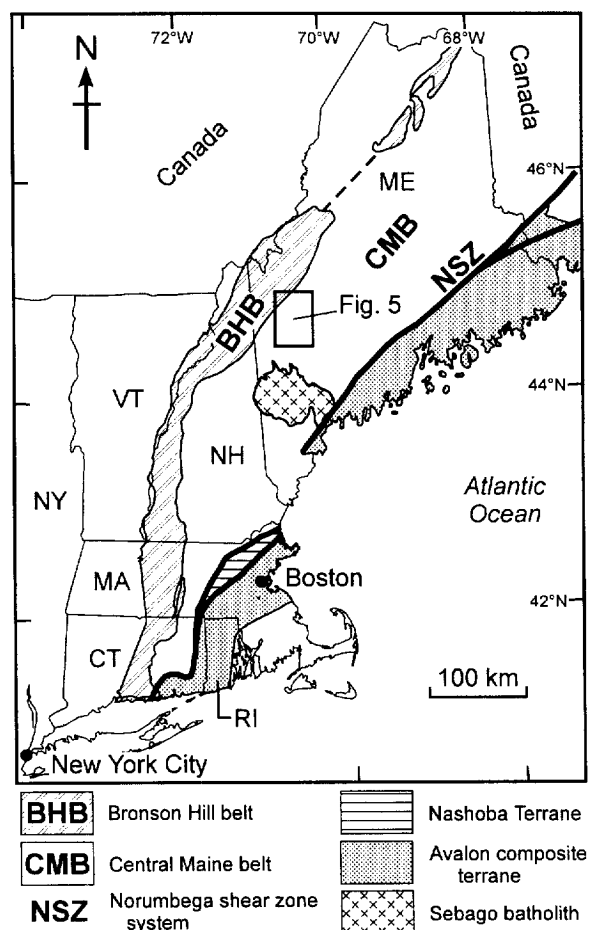 72°W 70°W 68°W
N
Canada
Canada
46°N
ME
CMB
NSZ
BHB
Fig. 5
44°N
VT
NH
NY
Atlantic
Ocean
MA
Boston
42°N
CT
100 km
RI
New York City
BHB Bronson Hill belt
CMB Central Maine belt
NSZ Norumbega shear zone
system
Nashoba Terrane
Avalon composite
terrane
Sebago batholith